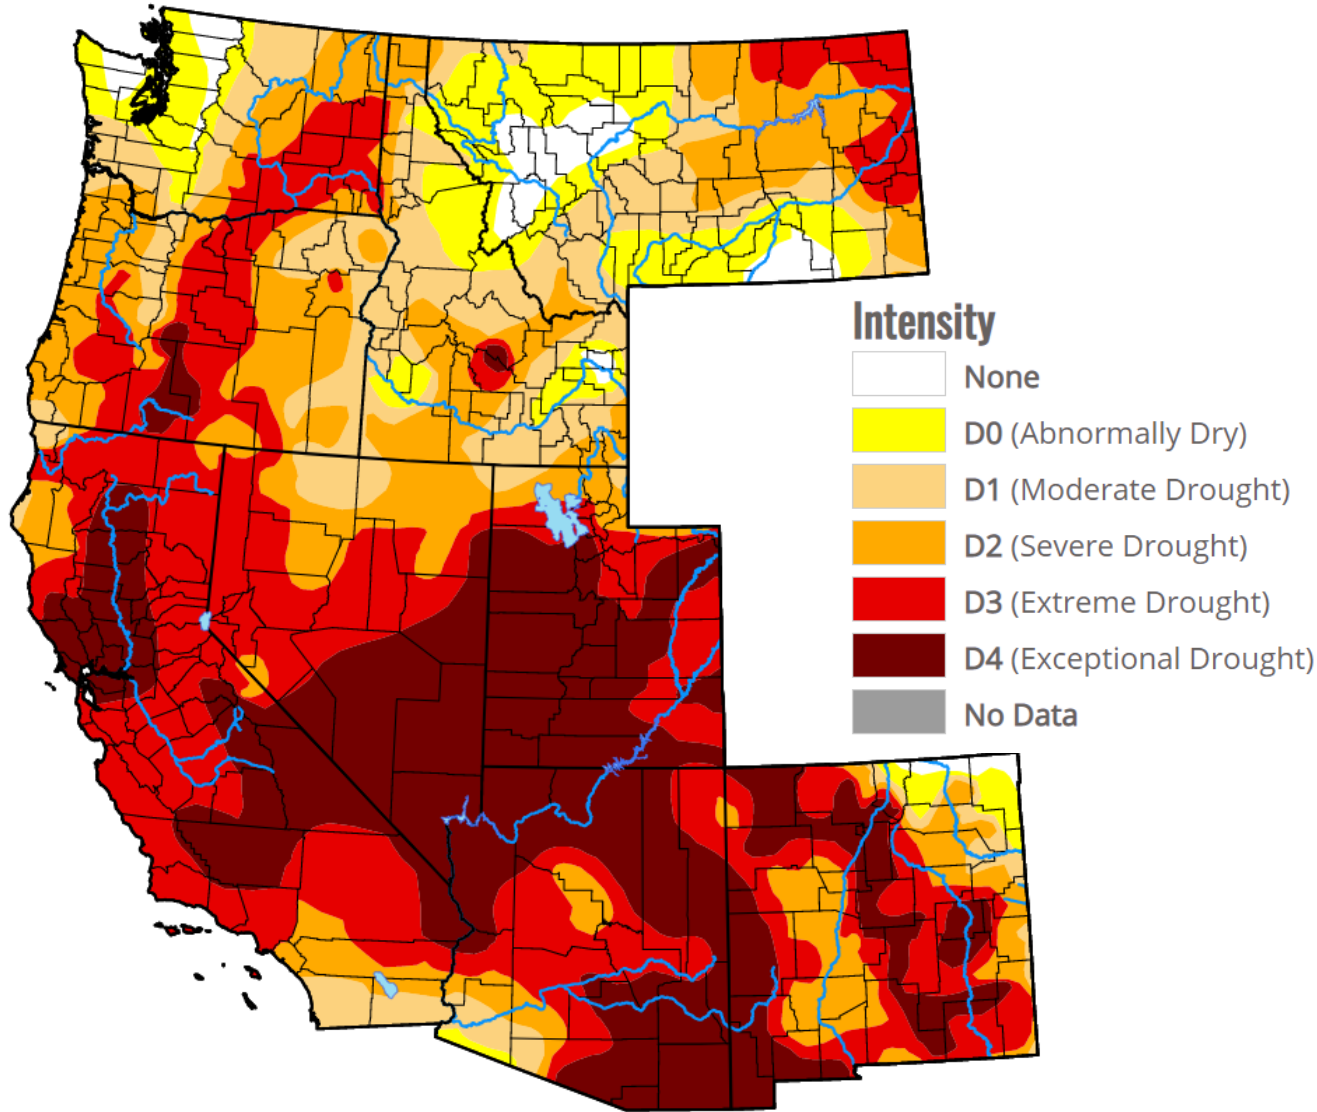 Intensity
None
D0 (Abnormally Dry)
D1 (Moderate Drought)
D2 (Severe Drought)
D3 (Extreme Drought)
D4 (Exceptional Drought)
No Data